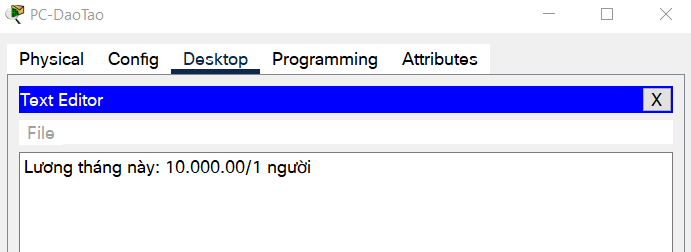 PC-DaoTao
Physical Config Desktop Programming Attributes
Text Editor X
File
Lương tháng này: 10.000.00/1 người